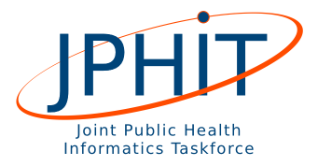 JPHIT
Joint Public Health
Informatics Taskforce